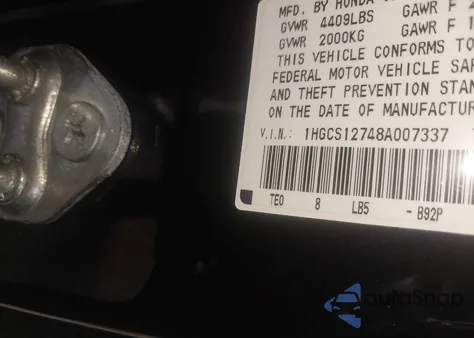 MFD. BY HONDA
GVWR 4409LBS GAWR F
GVWR 2000KG GAWR F
THIS VEHICLE CONFORMS TO
FEDERAL MOTOR VEHICLE SAF
AND THEFT PREVENTION STAN
ON THE DATE OF MANUFACTUR
V.I.N.: 1HGCS12748A007337
TE0 8 LB5 -B92P
autoSnap